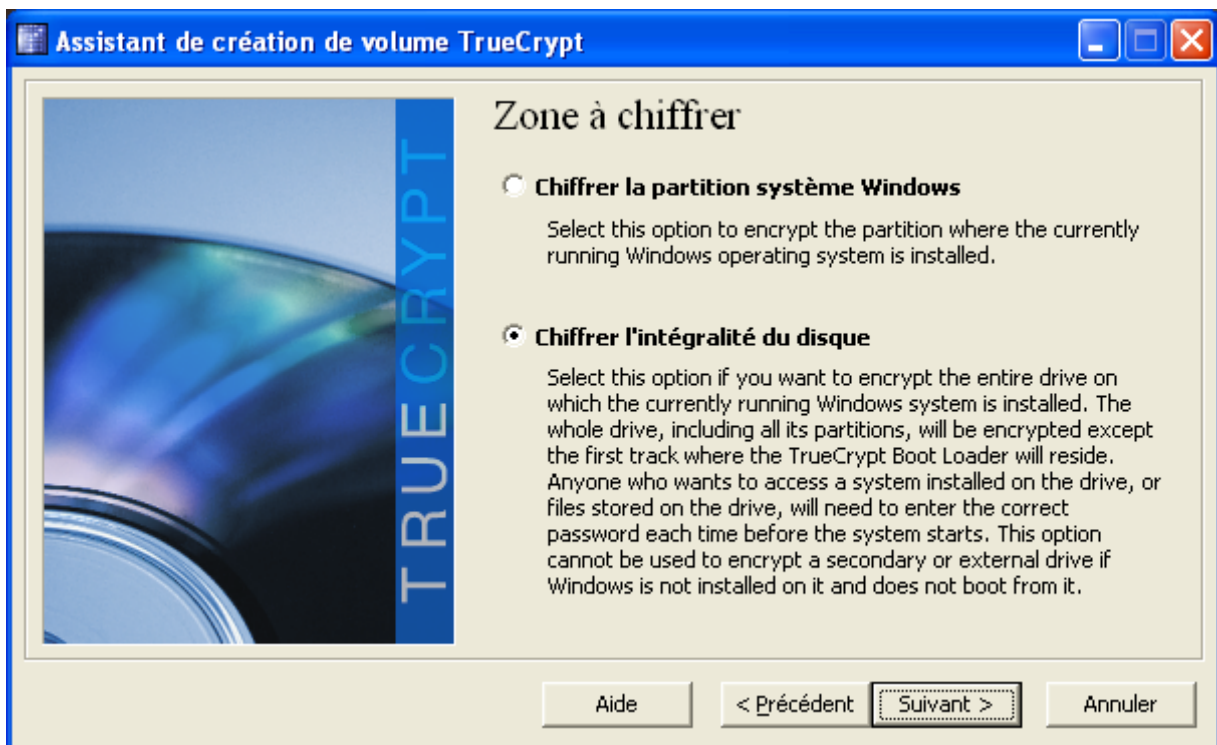 Assistant de création de volume TrueCrypt
TRUECRYPT
Zone à chiffrer
Chiffrer la partition système Windows
Select this option to encrypt the partition where the currently
running Windows operating system is installed.
Chiffrer l'intégralité du disque
Select this option if you want to encrypt the entire drive on
which the currently running Windows system is installed. The
whole drive, including all its partitions, will be encrypted except
the first track where the TrueCrypt Boot Loader will reside.
Anyone who wants to access a system installed on the drive, or
files stored on the drive, will need to enter the correct
password each time before the system starts. This option
cannot be used to encrypt a secondary or external drive if
Windows is not installed on it and does not boot from it.
Aide
< Précédent
Suivant >
Annuler